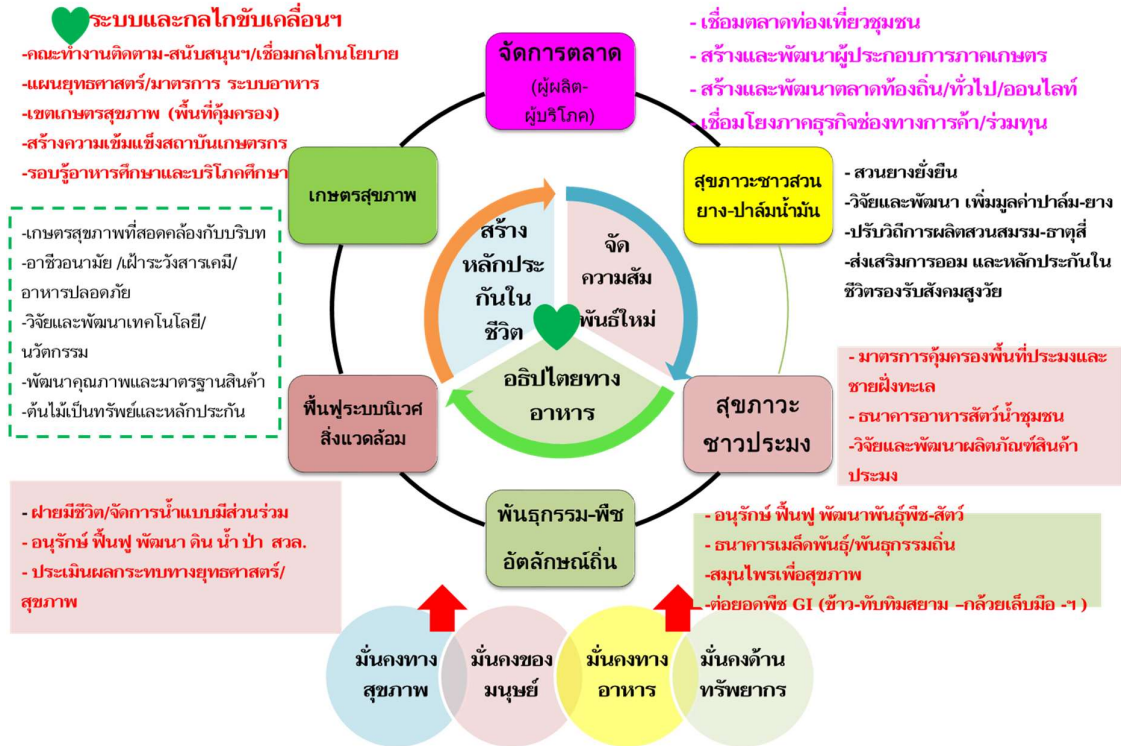 ระบบและกลไกขับเคลื่อนฯ
-คณะทำงานติดตาม-สนับสนุนฯ/เชื่อมกลไกนโยบาย
-แผนยุทธศาสตร์/มาตรการ ระบบอาหาร
-เขตเกษตรสุขภาพ (พื้นที่คุ้มครอง)
-สร้างความเข้มแข็งสถาบันเกษตรกร
-รอบรู้อาหารศึกษาและบริโภคศึกษา
จัดการตลาด
(ผู้ผลิต-
ผู้บริโภค)
- เชื่อมตลาดท่องเที่ยวชุมชน
- สร้างและพัฒนาผู้ประกอบการภาคเกษตร
- สร้างและพัฒนาตลาดท้องถิ่น/ทั่วไป/ออนไลท์
- เชื่อมโยงภาคธุรกิจช่องทางการค้า/ร่วมทุน
เกษตรสุขภาพ
สุขภาวะชาวสวน
ยาง-ปาล์มน้ำมัน
- สวนยางยั่งยืน
-วิจัยและพัฒนา เพิ่มมูลค่าปาล์ม-ยาง
-ปรับวิถีการผลิตสวนสมรม-ธาตุสี่
-ส่งเสริมการออม และหลักประกันใน
ชีวิตรองรับสังคมสูงวัย
-เกษตรสุขภาพที่สอดคล้องกับบริบท
-อาชีวอนามัย /เฝ้าระวังสารเคมี/
อาหารปลอดภัย
-วิจัยและพัฒนาเทคโนโลยี/
นวัตกรรม
-พัฒนาคุณภาพและมาตรฐานสินค้า
-ต้นไม้เป็นทรัพย์และหลักประกัน
สร้าง
หลักประ
กันใน
ชีวิต
จัด
ความสัม
พันธ์ใหม่
อธิปไตยทาง
อาหาร
ฟื้นฟูระบบนิเวศ
สิ่งแวดล้อม
สุขภาวะ
ชาวประมง
- มาตรการคุ้มครองพื้นที่ประมงและ
ชายฝั่งทะเล
- ธนาคารอาหารสัตว์น้ำชุมชน
-วิจัยและพัฒนาผลิตภัณฑ์สินค้า
ประมง
- ฝายมีชีวิต/จัดการน้ำแบบมีส่วนร่วม
- อนุรักษ์ ฟื้นฟู พัฒนา ดิน น้ำ ป่า สวล.
- ประเมินผลกระทบทางยุทธศาสตร์/
สุขภาพ
พันธุกรรม-พืช
อัตลักษณ์ถิ่น
- อนุรักษ์ ฟื้นฟู พัฒนาพันธุ์พืช-สัตว์
- ธนาคารเมล็ดพันธุ์/พันธุกรรมถิ่น
-สมุนไพรเพื่อสุขภาพ
-ต่อยอดพืช GI (ข้าว-ทับทิมสยาม –กล้วยเล็บมือ -ฯ )
มั่นคงทาง
สุขภาพ
มั่นคงของ
มนุษย์
มั่นคงทาง
อาหาร
มั่นคงด้าน
ทรัพยากร